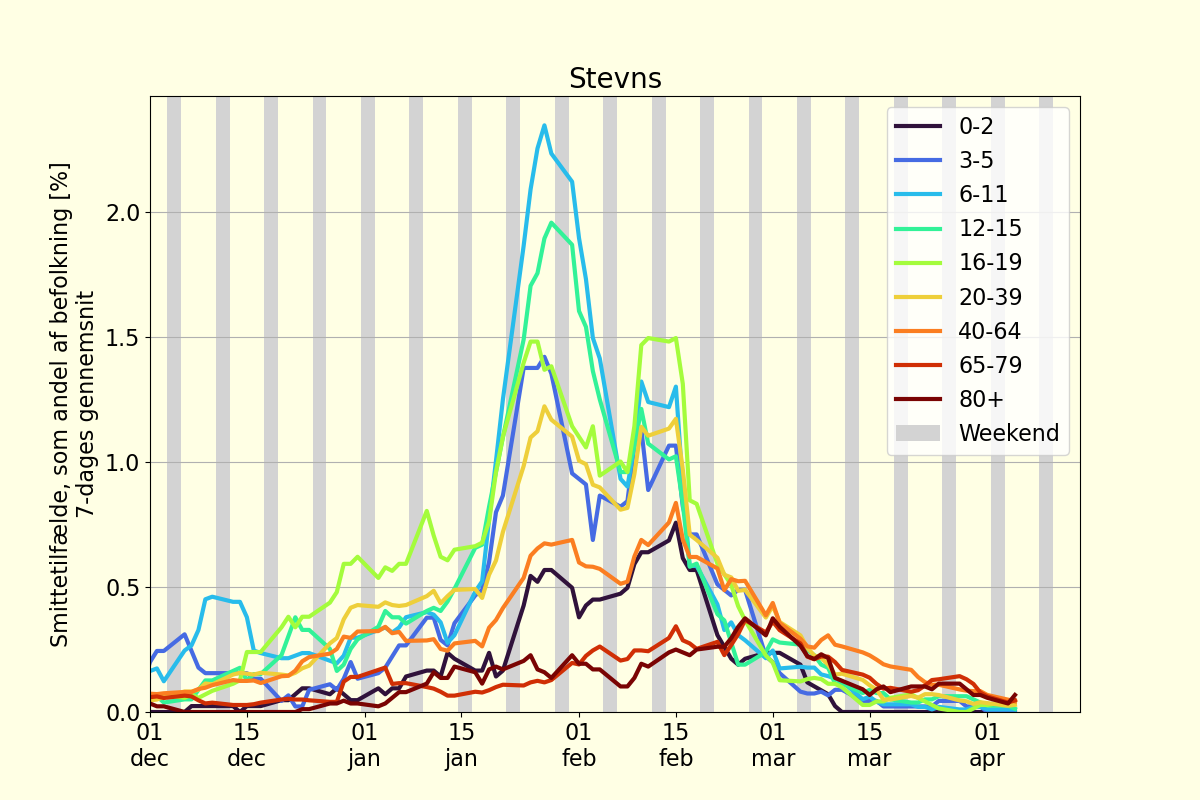 Stevns
Smittetilfælde, som andel af befolkning [%]
7-dages gennemsnit
2.0
1.5
1.0
0.5
0.0
01 dec
15 dec
01 jan
15 jan
01 feb
15 feb
01 mar
15 mar
01 apr
0-2
3-5
6-11
12-15
16-19
20-39
40-64
65-79
80+
Weekend